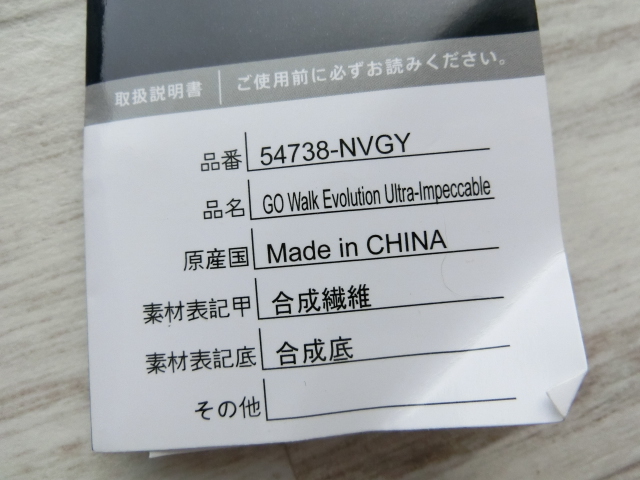 取扱説明書 ご使用前に必ずお読みください。
品番 54738-NVGY
品名 GO Walk Evolution Ultra-Impeccable
原産国 Made in CHINA
素材表記甲 合成繊維
素材表記底 合成底
その他